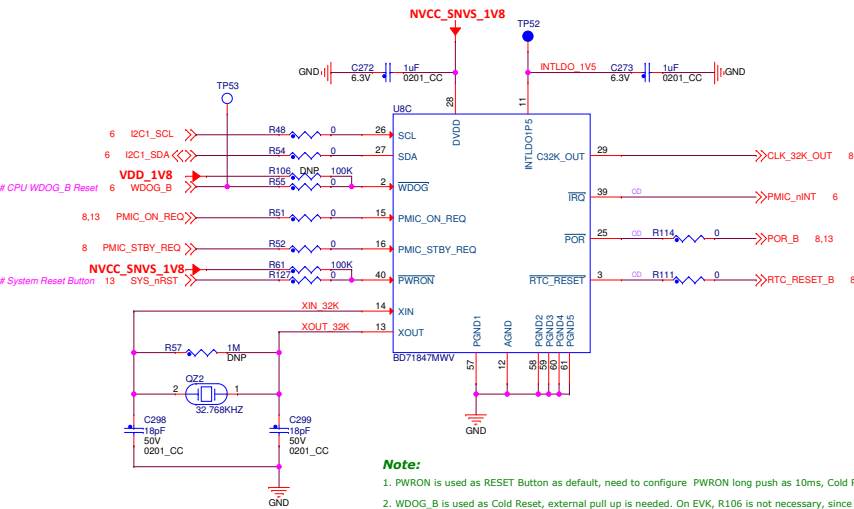 NVCC_SNVS_1V8
TP52
GND
C272
1uF
6.3V
0201_CC
INTLDO_1V5
C273
1uF
6.3V
0201_CC
GND
TP53
U8C
28
11
DVDD
INTLDO1P5
6 I2C1_SCL
R48
0
26
SCL
6 I2C1_SDA
R54
0
27
SDA
C32K_OUT
29
CLK_32K_OUT 8
VDD_1V8
R106
DNP
100K
# CPU WDOG_B Reset 6 WDOG_B
R55
0
2
WDOG
IRQ
39
OD
PMIC_nINT 6
8,13 PMIC_ON_REQ
R51
0
15
PMIC_ON_REQ
POR
25
OD
R114
0
POR_B 8,13
8 PMIC_STBY_REQ
R52
0
16
PMIC_STBY_REQ
NVCC_SNVS_1V8
R61
100K
# System Reset Button 13 SYS_nRST
R127
0
40
PWRON
RTC_RESET
3
OD
R111
0
RTC_RESET_B 8
XIN_32K
14
XIN
XOUT_32K
13
XOUT
PGND1
AGND
PGND2
PGND3
PGND4
PGND5
BD71847MWV
57
12
58
59
60
61
R57
1M
DNP
QZ2
2
1
32.768KHZ
C298
18pF
50V
0201_CC
C299
18pF
50V
0201_CC
GND
GND
Note:
1. PWRON is used as RESET Button as default, need to configure PWRON long push as 10ms, Cold
2. WDOG_B is used as Cold Reset, external pull up is needed. On EVK, R106 is not necessary, since